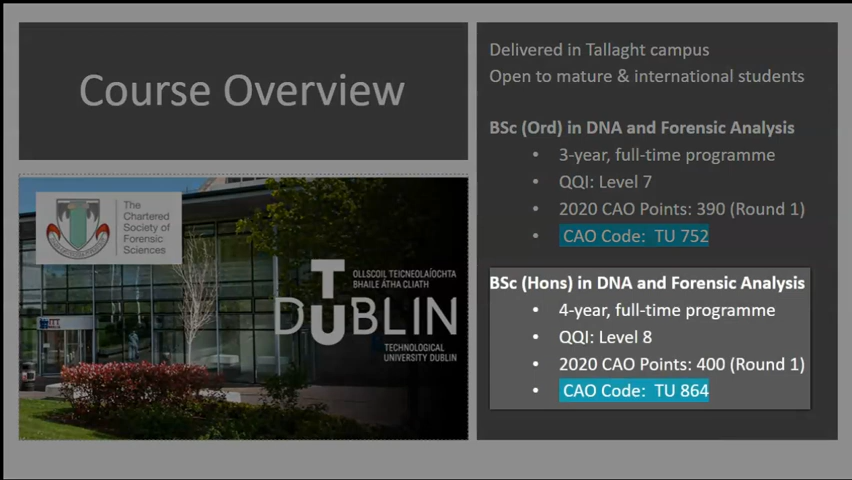 Course Overview
The
Chartered
Society of
Forensic
Sciences
OLLSCOIL TEICNEOLAÍOCHTA
BHAILE ÁTHA CLIATH
TU DUBLIN
TECHNOLOGICAL
UNIVERSITY DUBLIN
Delivered in Tallaght campus
Open to mature & international students
BSc (Ord) in DNA and Forensic Analysis
• 3-year, full-time programme
• QQI: Level 7
• 2020 CAO Points: 390 (Round 1)
• CAO Code: TU 752
BSc (Hons) in DNA and Forensic Analysis
• 4-year, full-time programme
• QQI: Level 8
• 2020 CAO Points: 400 (Round 1)
• CAO Code: TU 864